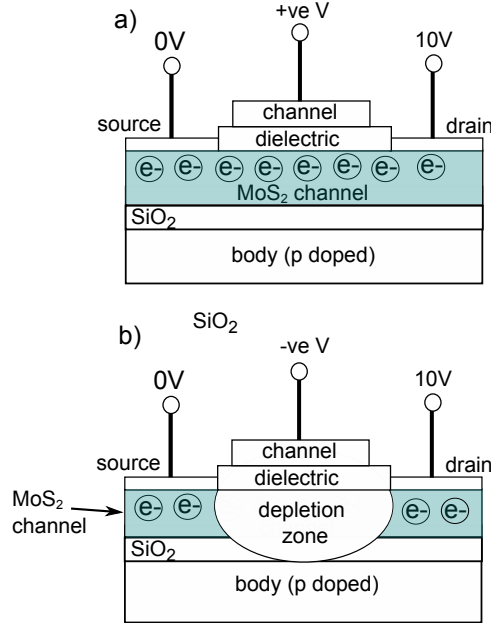 a)
+ve V
0V
10V
channel
source
drain
dielectric
e- e- e- e- e- e- e- e-
MoS2 channel
SiO2
body (p doped)
SiO2
b)
-ve V
0V
10V
channel
source
drain
dielectric
MoS2
channel
e- e- e- e-
depletion
zone
SiO2
body (p doped)